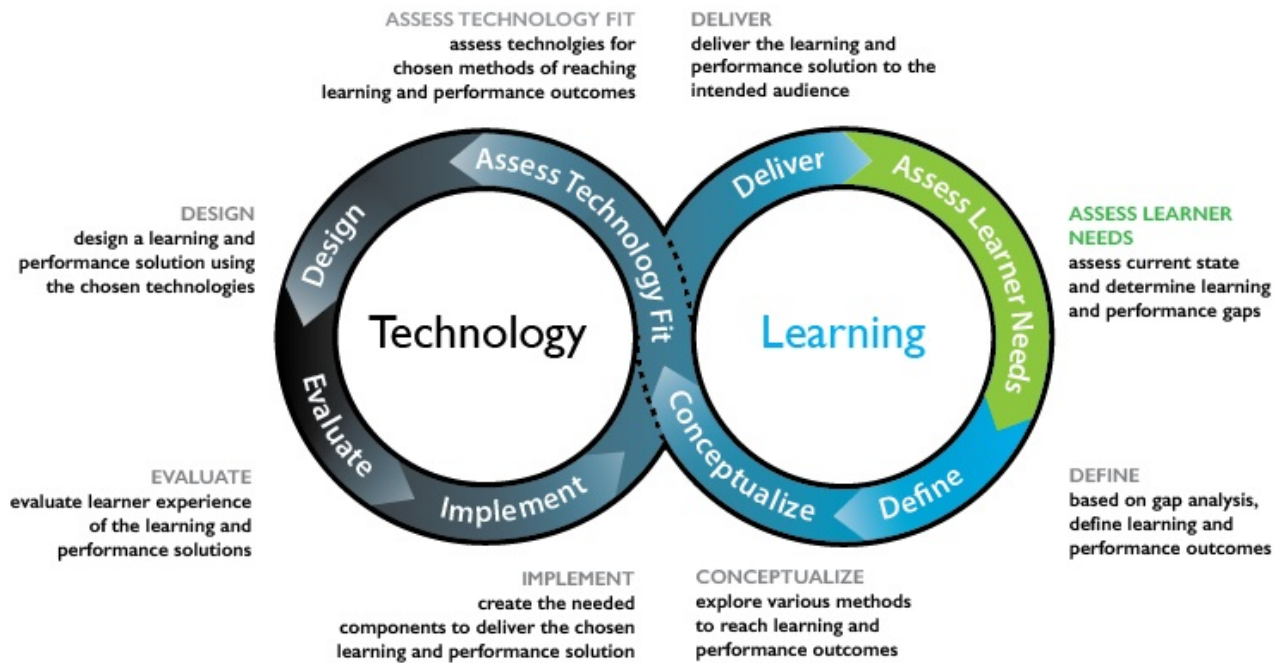 ASSESS TECHNOLOGY FIT
assess technolgies for
chosen methods of reaching
learning and performance outcomes
DELIVER
deliver the learning and
performance solution to the
intended audience
DESIGN
design a learning and
performance solution using
the chosen technologies
ASSESS LEARNER
NEEDS
assess current state
and determine learning
and performance gaps
Assess Technology Fit
Deliver
Assess Learner Needs
Design
Technology
Learning
Evaluate
Implement
Conceptualize
Define
EVALUATE
evaluate learner experience
of the learning and
performance solutions
DEFINE
based on gap analysis,
define learning and
performance outcomes
IMPLEMENT
create the needed
components to deliver the chosen
learning and performance solution
CONCEPTUALIZE
explore various methods
to reach learning and
performance outcomes